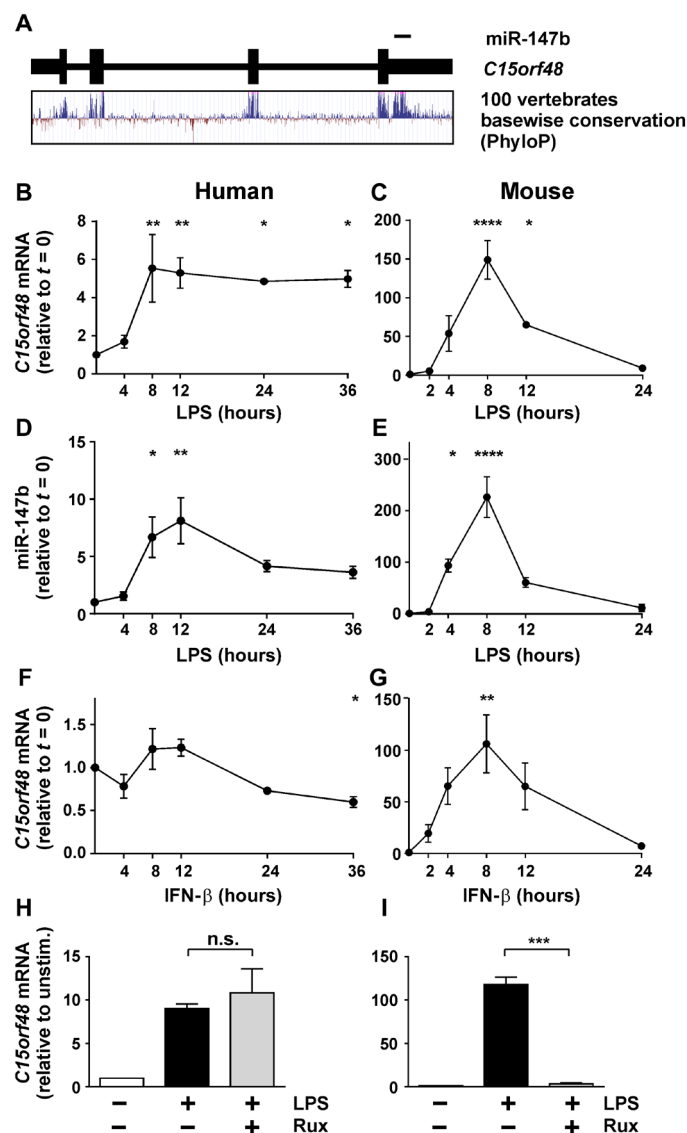 A
miR-147b
C15orf48
100 vertebrates
basewise conservation
(PhyloP)
Human
Mouse
B
C15orf48 mRNA
(relative to t = 0)
8
6
4
2
0
** ** * *
4 8 12 24 36
LPS (hours)
C
200
150
100
50
0
**** *
2 4 8 12 24
LPS (hours)
D
miR-147b
(relative to t = 0)
15
10
5
0
* **
4 8 12 24 36
LPS (hours)
E
300
200
100
0
* ****
2 4 8 12 24
LPS (hours)
F
C15orf48 mRNA
(relative to t = 0)
1.5
1.0
0.5
0.0
*
4 8 12 24 36
IFN-β (hours)
G
150
100
50
0
**
2 4 8 12 24
IFN-β (hours)
H
C15orf48 mRNA
(relative to unstim.)
15
10
5
0
n.s.
I
150
100
50
0
***
− + + − + + LPS
− − + − − + Rux